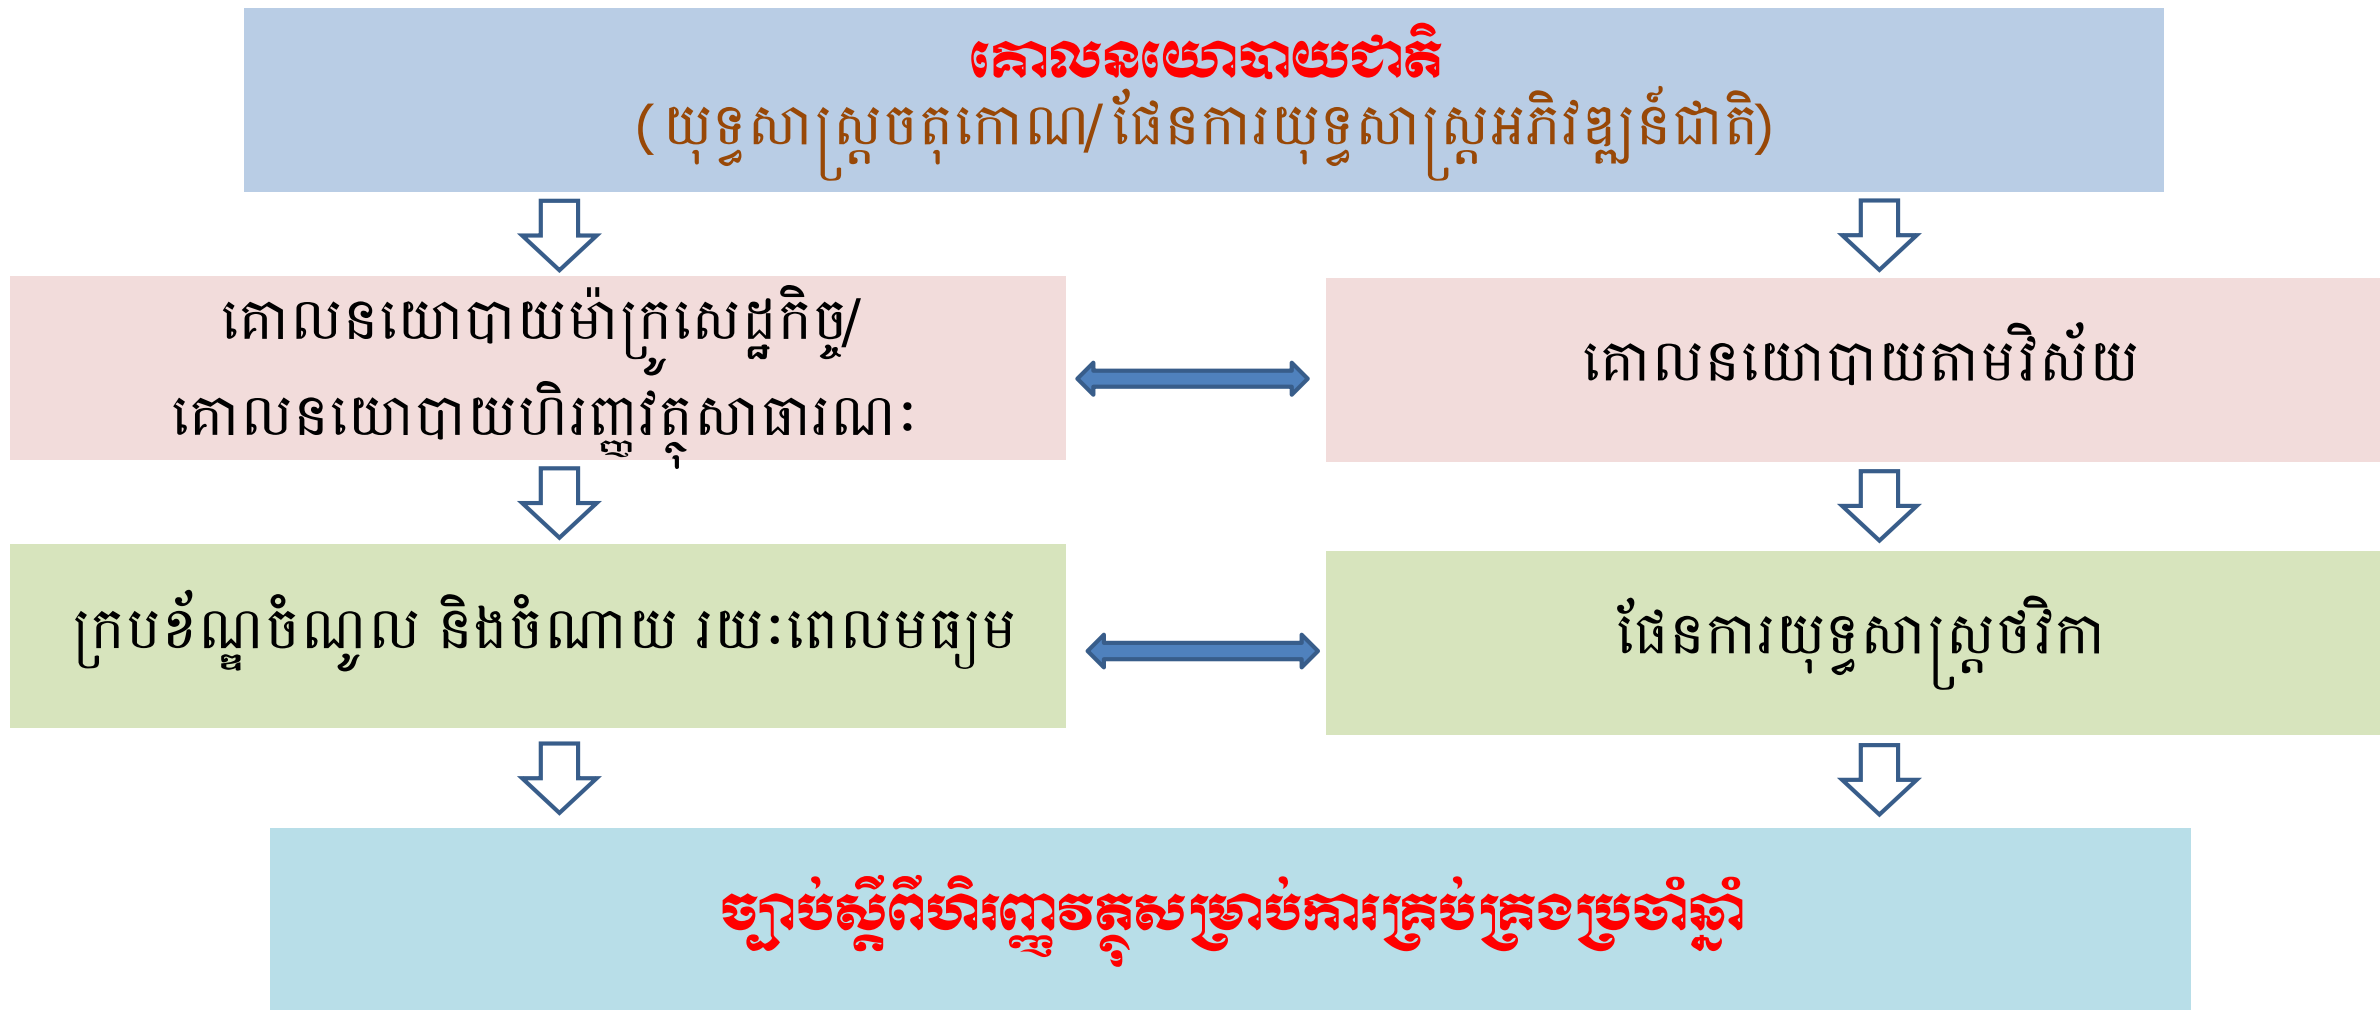 គោលនយោបាយជាតិ
( យុទ្ធសាស្ត្រចតុកោណ/ ផែនការយុទ្ធសាស្ត្រអភិវឌ្ឍន៍ជាតិ)
គោលនយោបាយម៉ាក្រូសេដ្ឋកិច្ច/
គោលនយោបាយហិរញ្ញវត្ថុសាធារណៈ
គោលនយោបាយតាមវិស័យ
ក្របខ័ណ្ឌចំណូល និងចំណាយ រយៈពេលមធ្យម
ផែនការយុទ្ធសាស្ត្រថវិកា
ច្បាប់ស្តីពីហិរញ្ញវត្ថុសម្រាប់ការគ្រប់គ្រងប្រចាំឆ្នាំ